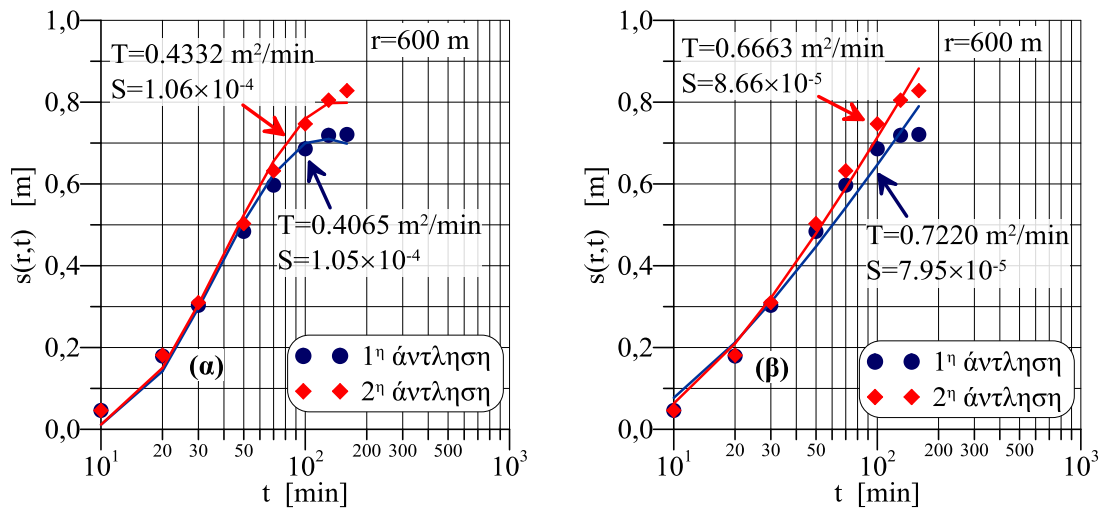 1,0
0,8
0,6
0,4
0,2
0,0
s(r,t) [m]
T=0.4332 m²/min
S=1.06×10⁻⁴
r=600 m
T=0.4065 m²/min
S=1.05×10⁻⁴
(α)
1η άντληση
2η άντληση
10¹ 20 30 50 10² 200 300 500 10³
t [min]
1,0
0,8
0,6
0,4
0,2
0,0
s(r,t) [m]
T=0.6663 m²/min
S=8.66×10⁻⁵
r=600 m
T=0.7220 m²/min
S=7.95×10⁻⁵
(β)
1η άντληση
2η άντληση
10¹ 20 30 50 10² 200 300 500 10³
t [min]